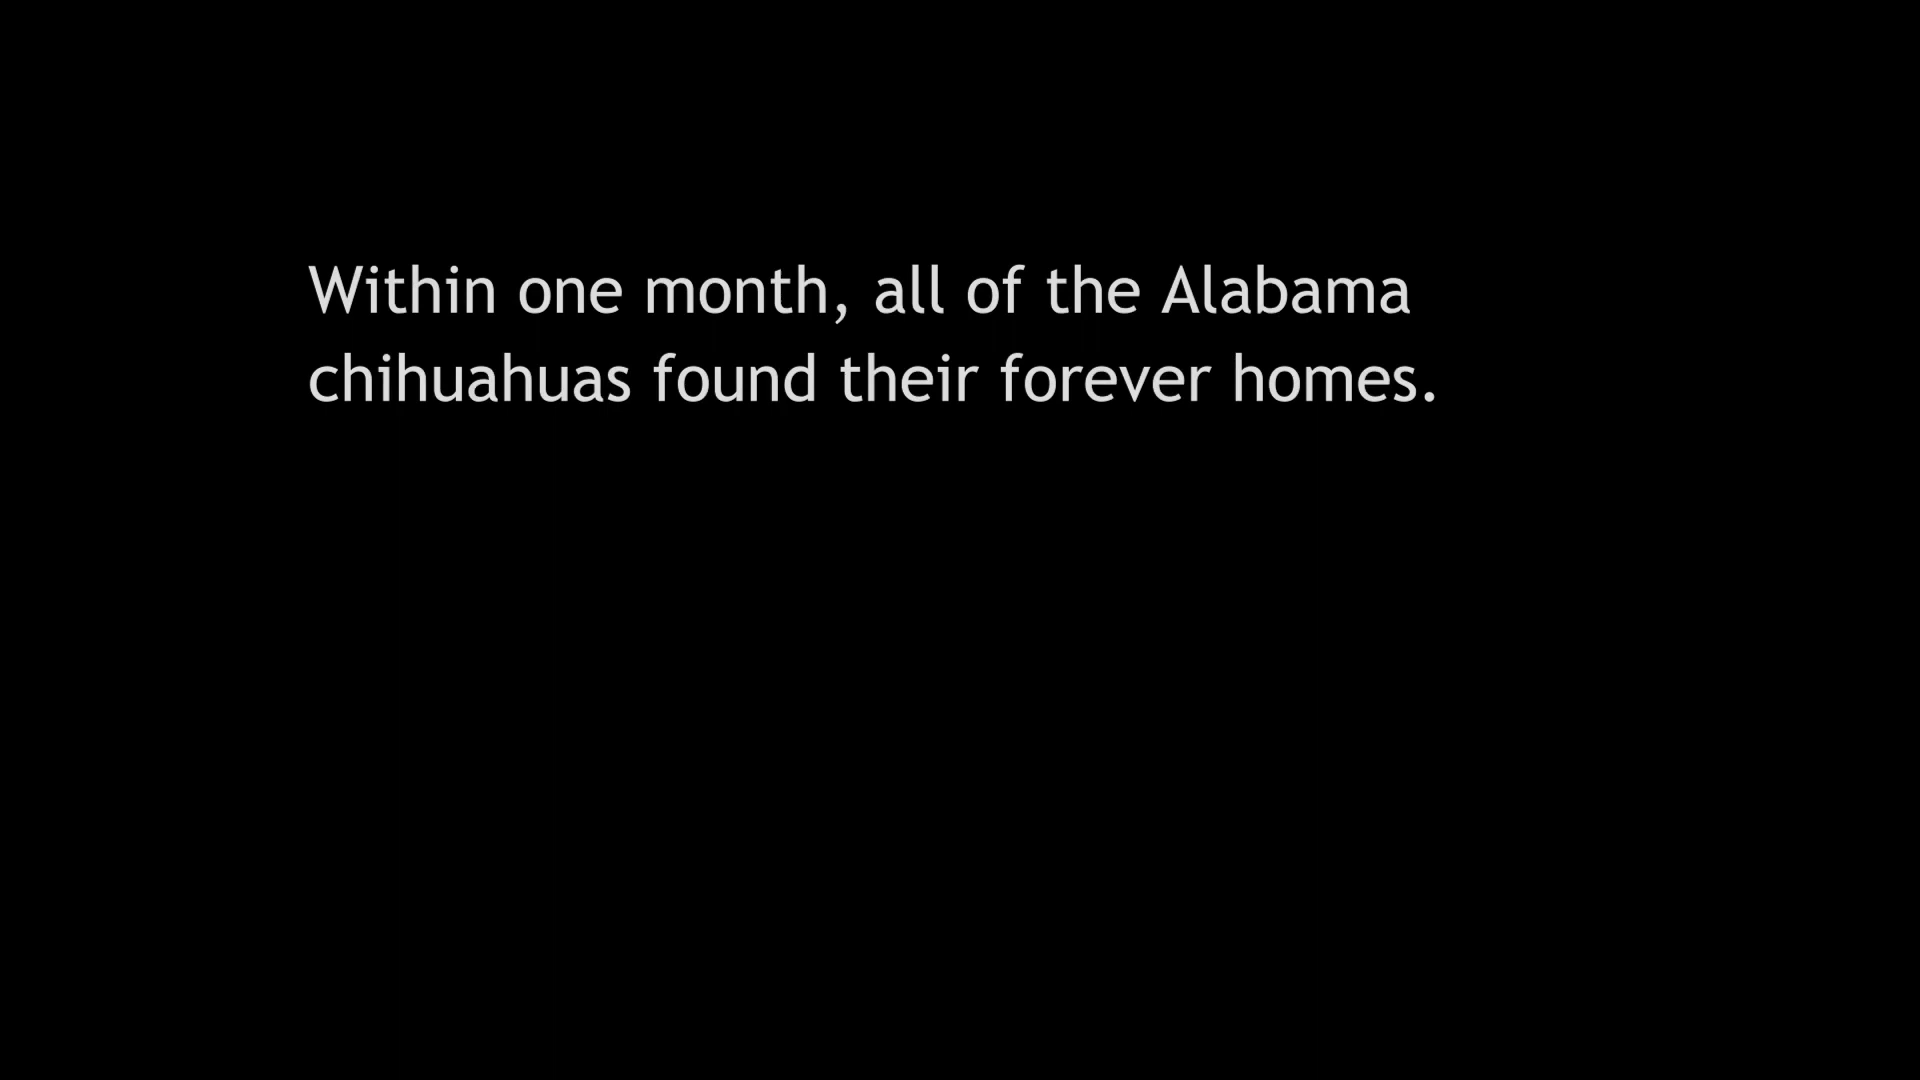 Within one month, all of the Alabama
chihuahuas found their forever homes.